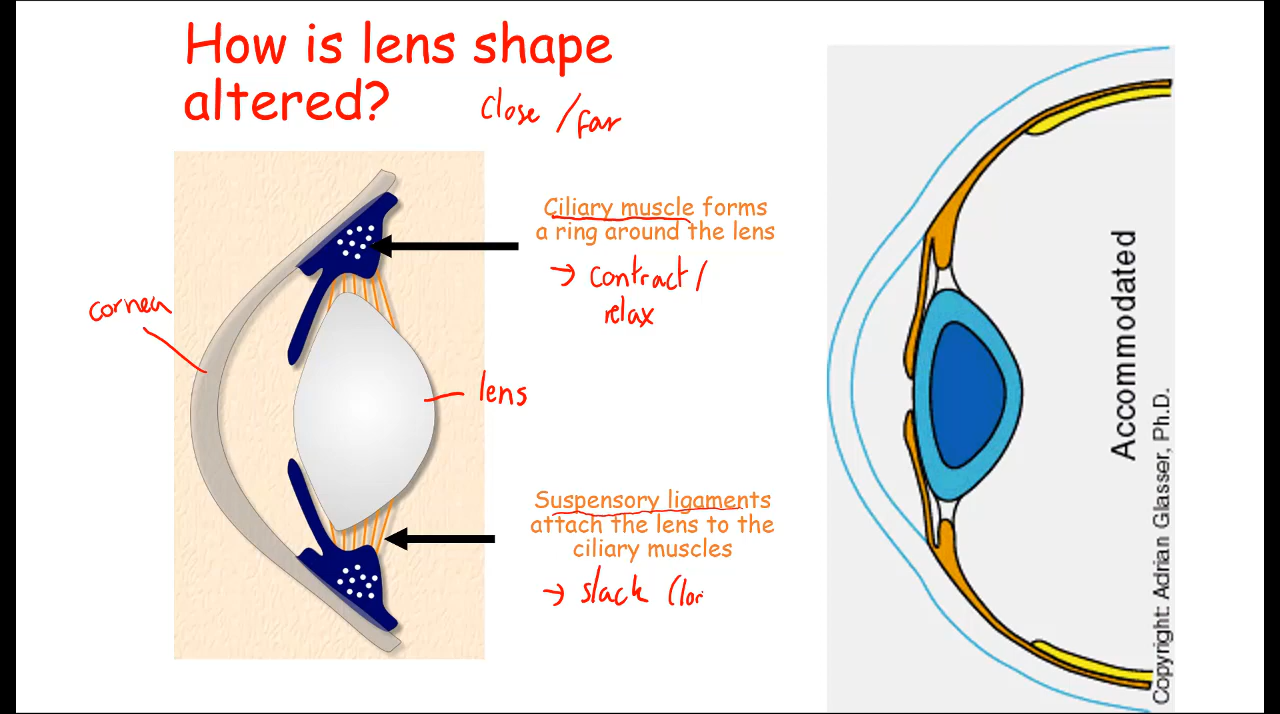 How is lens shape
altered?
close / far
Ciliary muscle forms
a ring around the lens
→ contract /
relax
cornea
lens
Suspensory ligaments
attach the lens to the
ciliary muscles
→ slack
Accommodated
Copyright: Adrian Glasser, Ph.D.